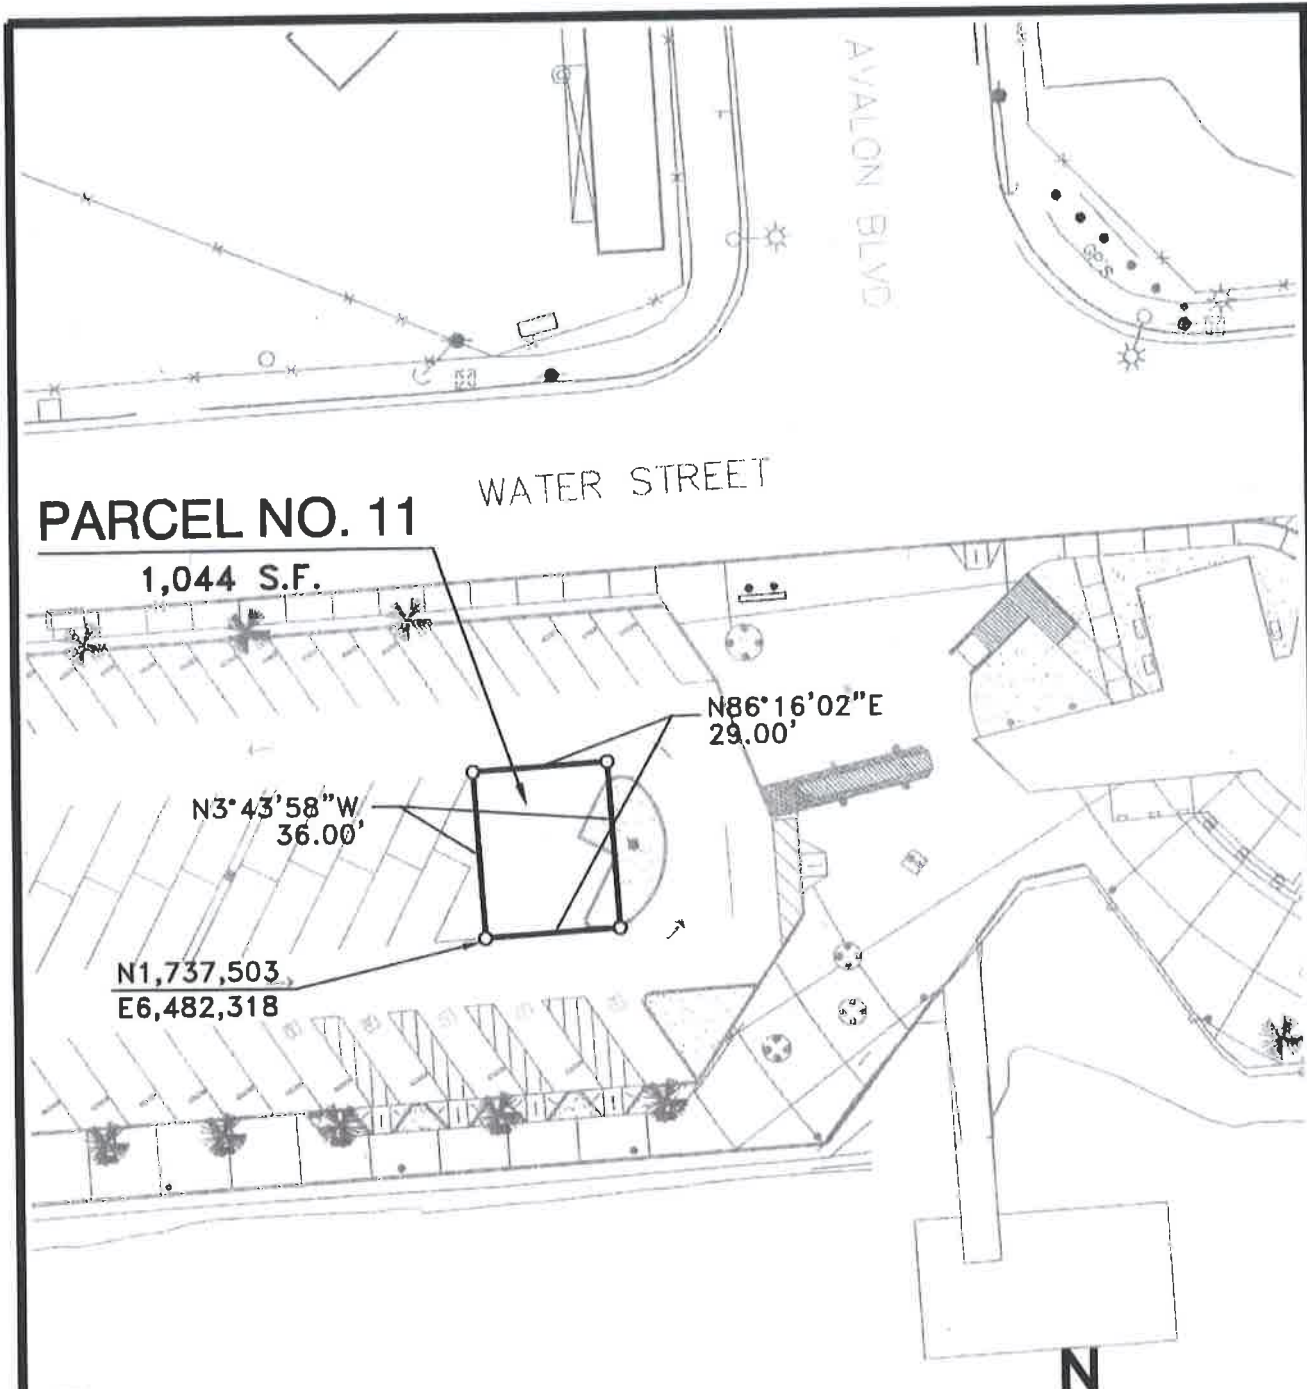 AVALON BLVD
WATER STREET
PARCEL NO. 11
1,044 S.F.
N86°16'02"E
29.00'
N3°43'58"W
36.00'
N1,737,503
E6,482,318
N